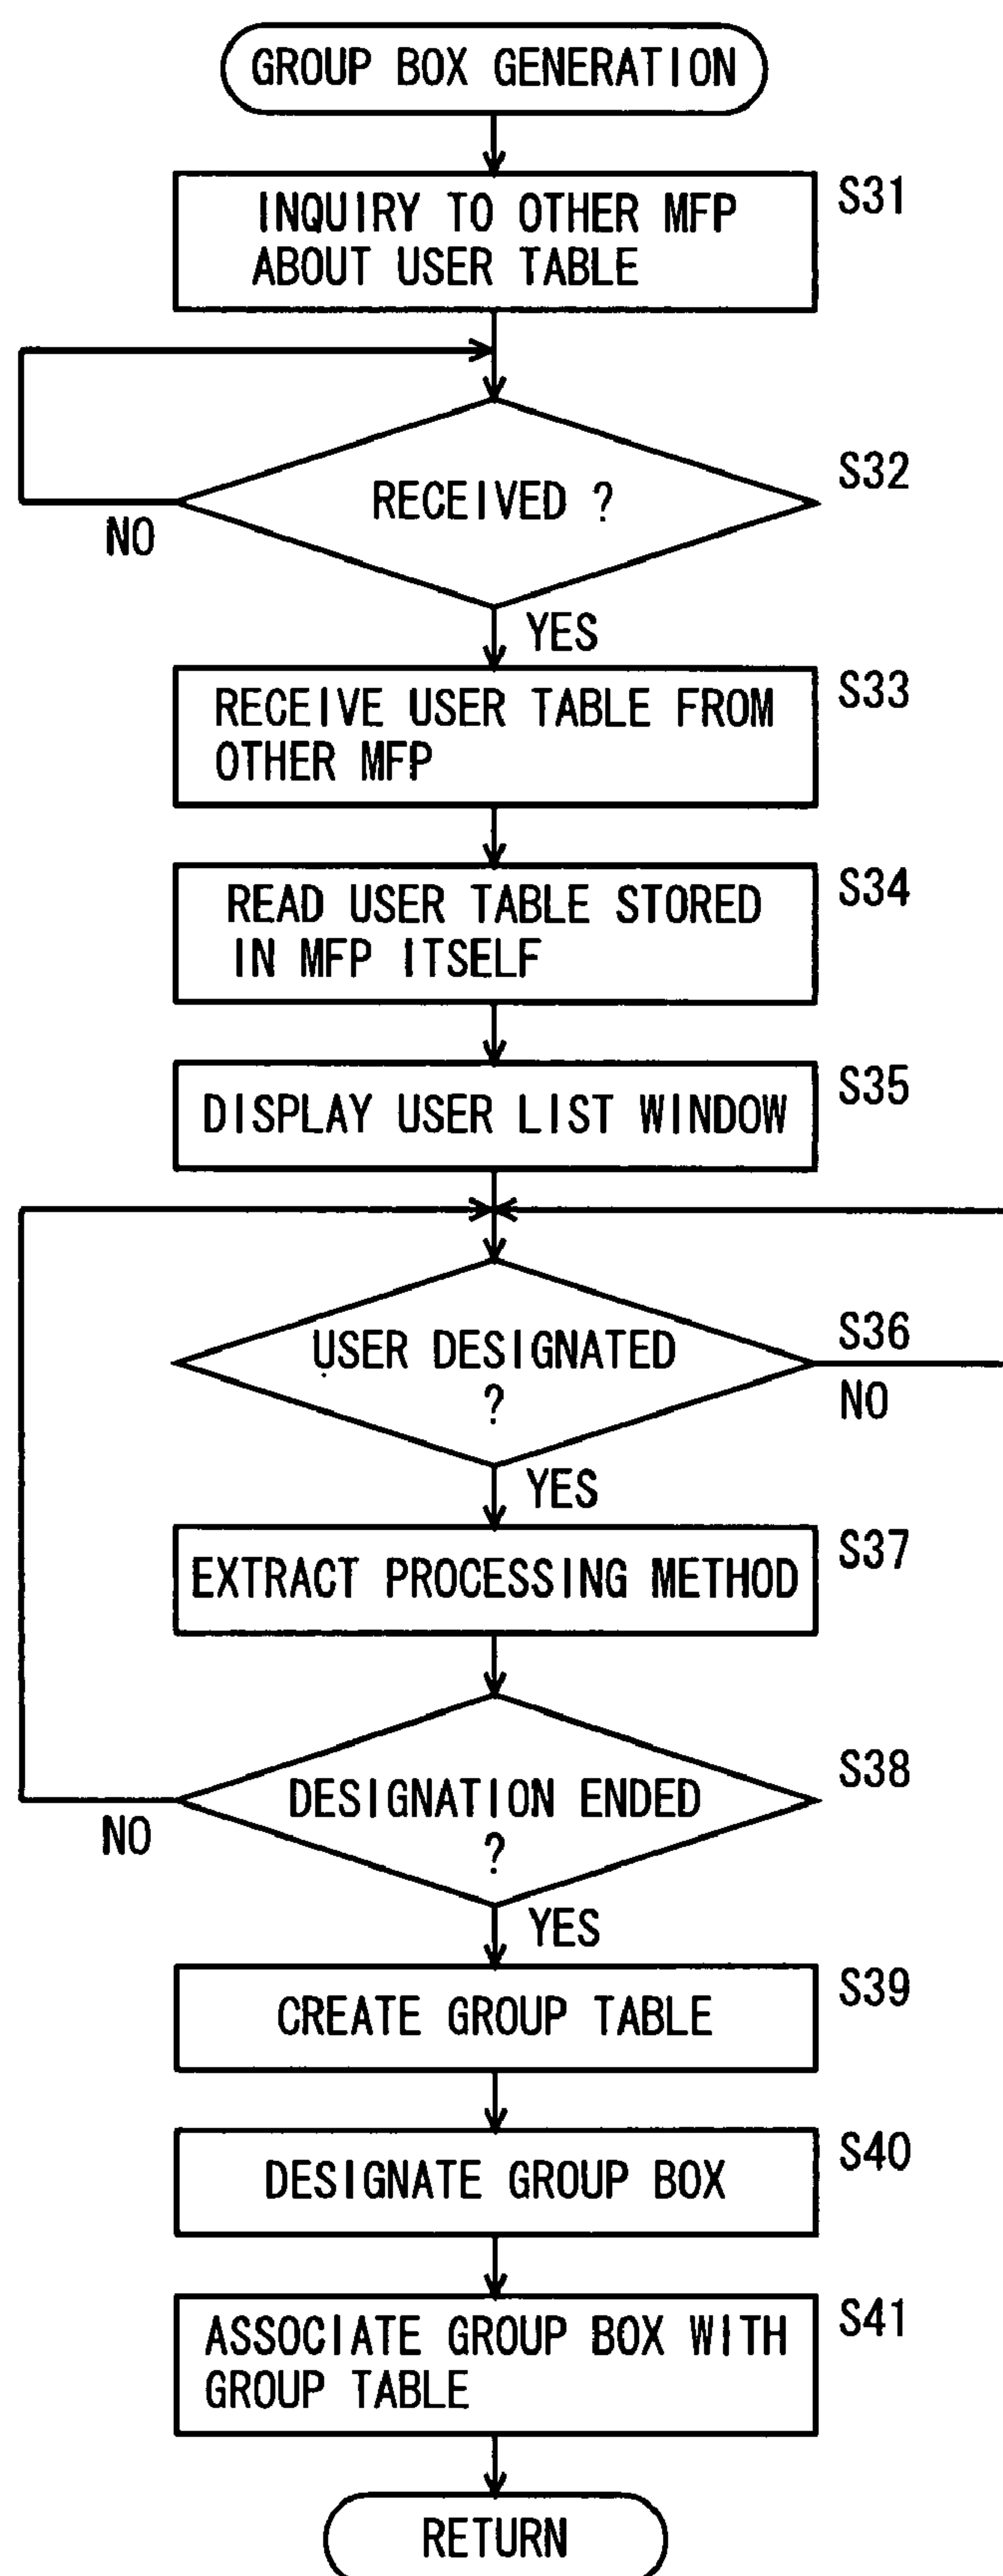 GROUP BOX GENERATION
S31
INQUIRY TO OTHER MFP
ABOUT USER TABLE
S32
RECEIVED ?
NO
YES
S33
RECEIVE USER TABLE FROM
OTHER MFP
S34
READ USER TABLE STORED
IN MFP ITSELF
S35
DISPLAY USER LIST WINDOW
S36
USER DESIGNATED
?
NO
YES
S37
EXTRACT PROCESSING METHOD
S38
DESIGNATION ENDED
?
NO
YES
S39
CREATE GROUP TABLE
S40
DESIGNATE GROUP BOX
S41
ASSOCIATE GROUP BOX WITH
GROUP TABLE
RETURN